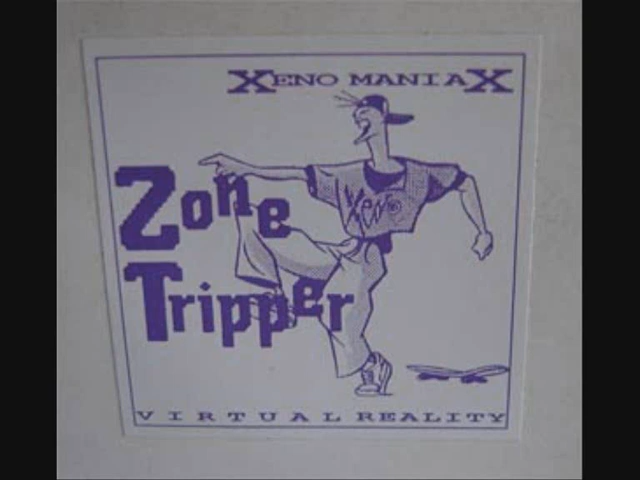 XENO MANIAX
Zone
Xeno
Tripper
VIRTUAL REALITY